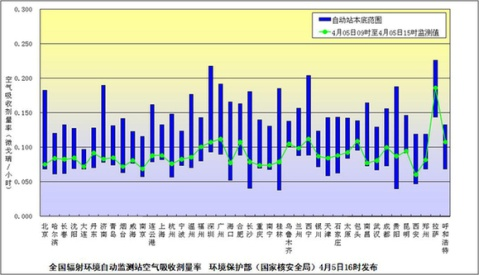 0.300
0.250
0.200
0.150
0.100
0.050
0.000
空气吸收剂量率（微戈瑞/小时）
自动站本底范围
4月05日09时至4月05日15时监测值
北京
哈尔滨
长春
沈阳
大连
丹东
济南
青岛
烟台
威海
南京
连云港
上海
杭州
宁波
温州
福州
深圳
广州
海口
合肥
长沙
重庆
南宁
桂林
乌鲁木齐
兰州
西宁
银川
天津
石家庄
太原
包头
南昌
武汉
成都
贵阳
昆明
西安
郑州
拉萨
呼和浩特
全国辐射环境自动监测站空气吸收剂量率 环境保护部（国家核安全局）4月5日16时发布